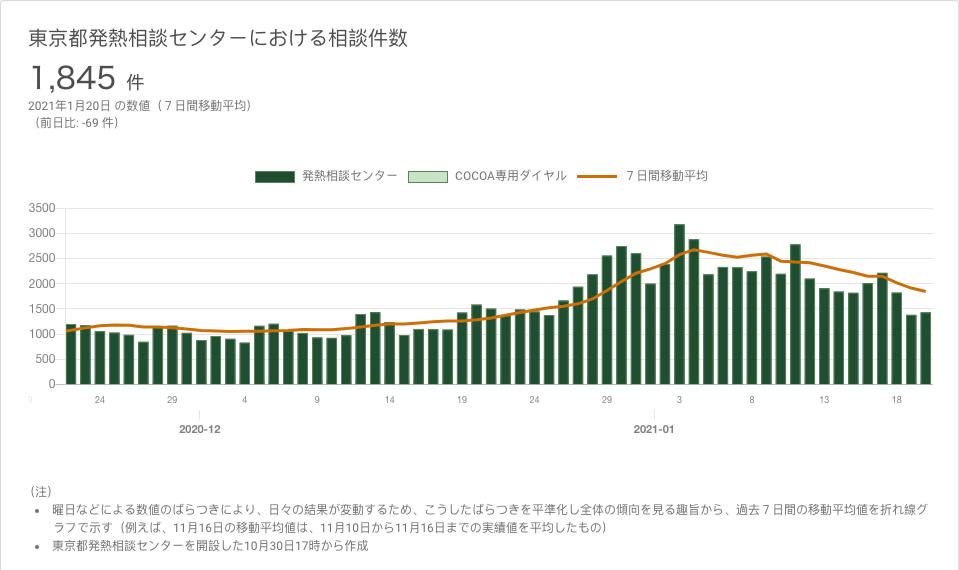 東京都発熱相談センターにおける相談件数
1,845 件
2021年1月20日 の数値（７日間移動平均）
（前日比: -69 件）
発熱相談センター COCOA専用ダイヤル ７日間移動平均
3500
3000
2500
2000
1500
1000
500
0
24 29 4 9 14 19 24 29 3 8 13 18
2020-12 2021-01
（注）
• 曜日などによる数値のばらつきにより、日々の結果が変動するため、こうしたばらつきを平準化し全体の傾向を見る趣旨から、過去７日間の移動平均値を折れ線グ
ラフで示す（例えば、11月16日の移動平均値は、11月10日から11月16日までの実績値を平均したもの）
• 東京都発熱相談センターを開設した10月30日17時から作成